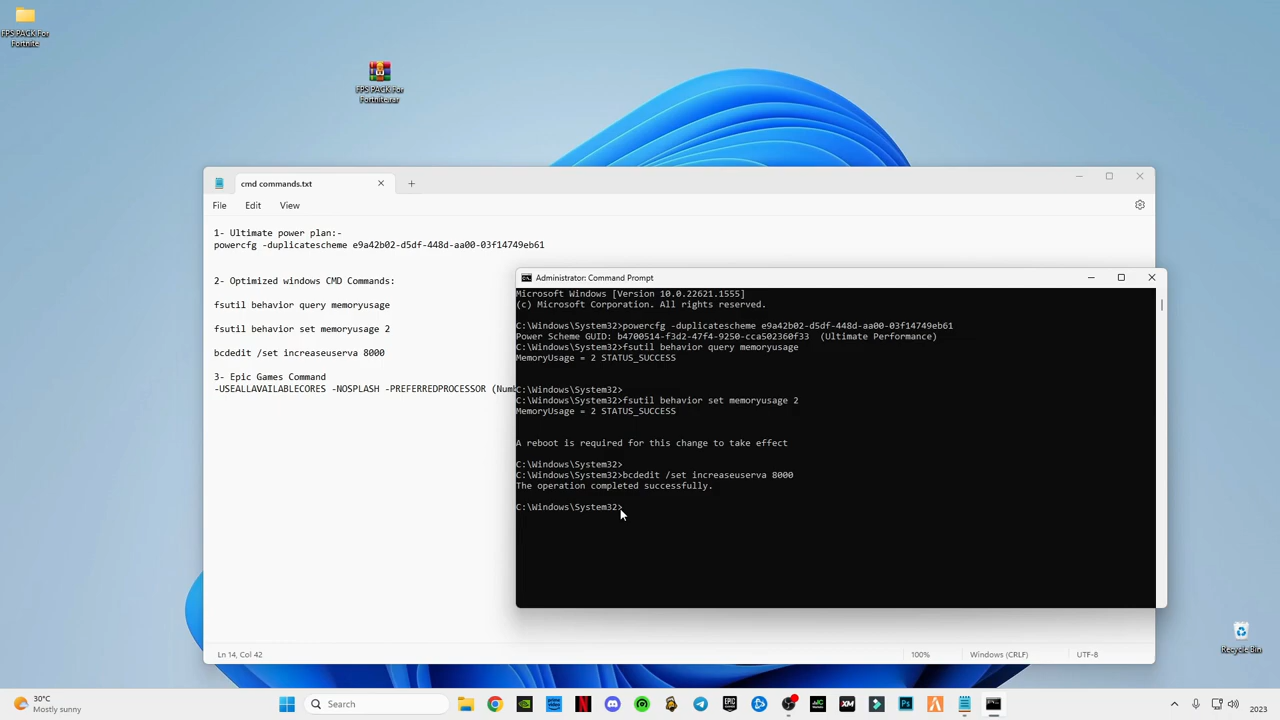 FPS PACK For
Fortnite
FPS PACK For
Fortnite.rar
cmd commands.txt
File Edit View
1- Ultimate power plan:-
powercfg -duplicatescheme e9a42b02-d5df-448d-aa00-03f14749eb61
2- Optimized windows CMD Commands:
fsutil behavior query memoryusage
fsutil behavior set memoryusage 2
bcdedit /set increaseuserva 8000
3- Epic Games Command
-USEALLAVAILABLECORES -NOSPLASH -PREFERREDPROCESSOR (Numb
Administrator: Command Prompt
Microsoft Windows [Version 10.0.22621.1555]
(c) Microsoft Corporation. All rights reserved.
C:\Windows\System32>powercfg -duplicatescheme e9a42b02-d5df-448d-aa00-03f14749eb61
Power Scheme GUID: b4700514-f3d2-47f4-9250-cca502360f33 (Ultimate Performance)
C:\Windows\System32>fsutil behavior query memoryusage
MemoryUsage = 2 STATUS_SUCCESS
C:\Windows\System32>
C:\Windows\System32>fsutil behavior set memoryusage 2
MemoryUsage = 2 STATUS_SUCCESS
A reboot is required for this change to take effect
C:\Windows\System32>
C:\Windows\System32>bcdedit /set increaseuserva 8000
The operation completed successfully.
C:\Windows\System32>
Ln 14, Col 42
100%
Windows (CRLF)
UTF-8
Recycle Bin
30°C
Mostly sunny
Search
EPIC
XM
Ps
2023